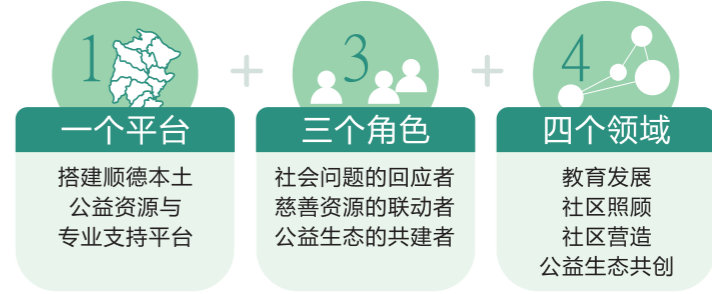 1
+
3
+
4
一个平台
搭建顺德本土
公益资源与
专业支持平台
三个角色
社会问题的回应者
慈善资源的联动者
公益生态的共建者
四个领域
教育发展
社区照顾
社区营造
公益生态共创